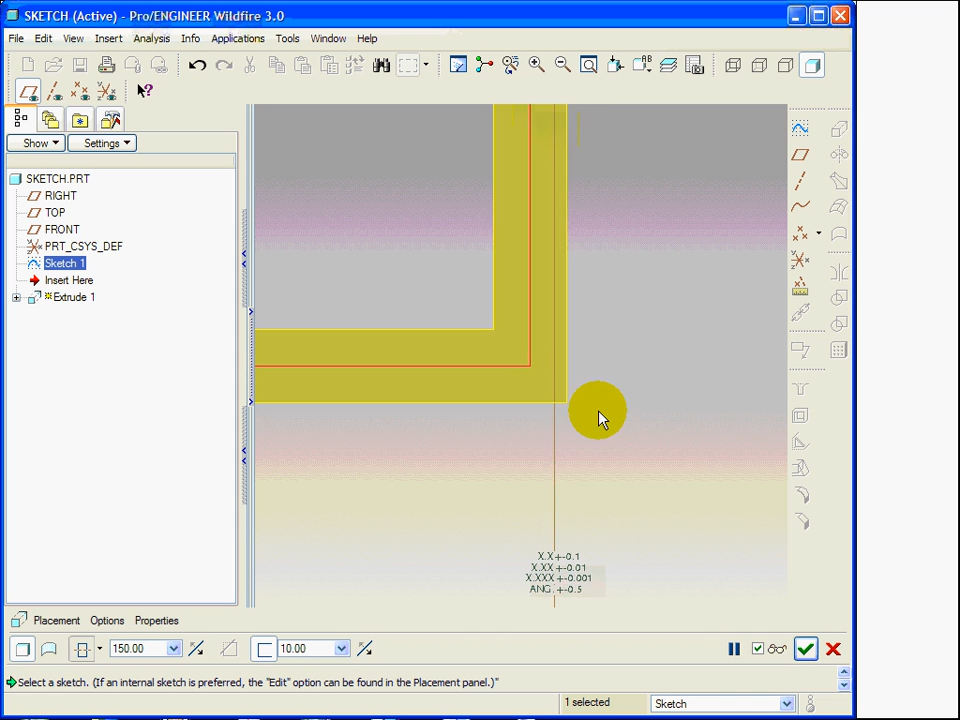 SKETCH (Active) - Pro/ENGINEER Wildfire 3.0
File Edit View Insert Analysis Info Applications Tools Window Help
Show Settings
SKETCH.PRT
RIGHT
TOP
FRONT
PRT_CSYS_DEF
Sketch 1
Insert Here
Extrude 1
X.X+-0.1
X.XX+-0.01
X.XXX+-0.001
ANG. +-0.5
Placement Options Properties
150.00 10.00
Select a sketch. (If an internal sketch is preferred, the "Edit" option can be found in the Placement panel.)"
1 selected Sketch